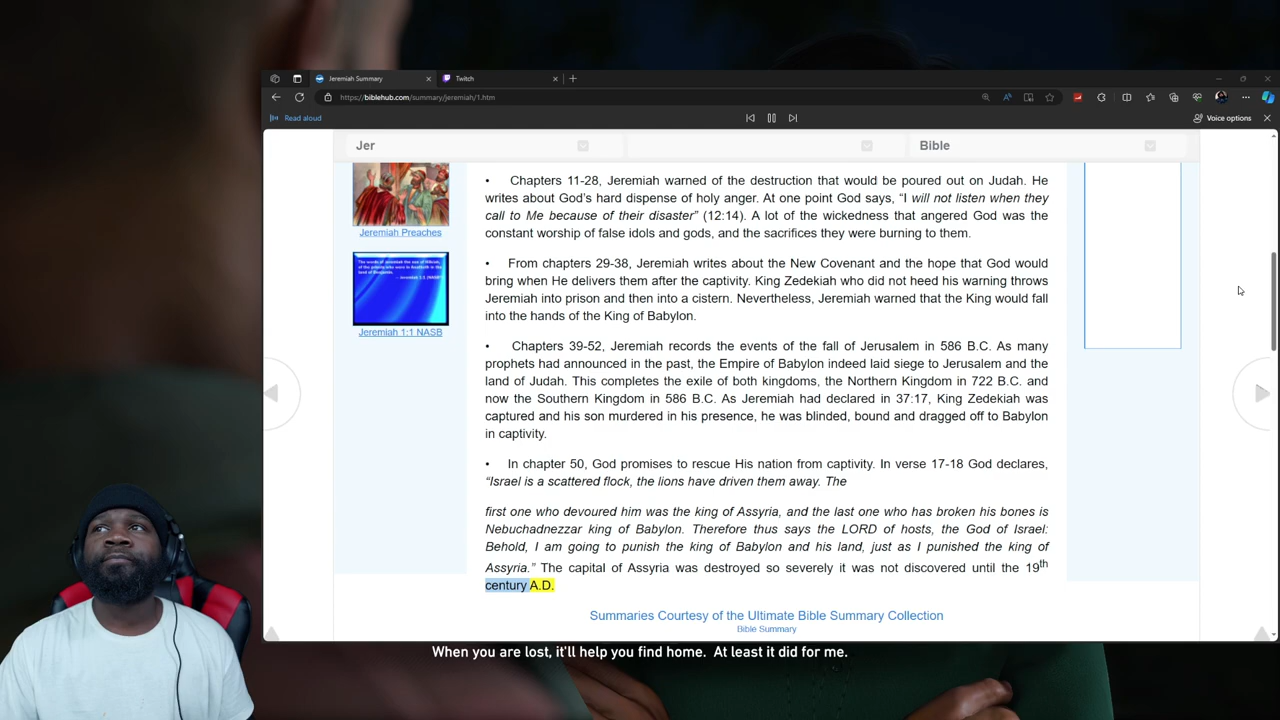 Jeremiah Summary
Twitch
https://biblehub.com/summary/jeremiah/1.htm
Read aloud
Voice options
Jer
Bible
Jeremiah Preaches
Jeremiah 1:1 NASB
• Chapters 11-28, Jeremiah warned of the destruction that would be poured out on Judah. He
writes about God's hard dispense of holy anger. At one point God says, “I will not listen when they
call to Me because of their disaster” (12:14). A lot of the wickedness that angered God was the
constant worship of false idols and gods, and the sacrifices they were burning to them.
• From chapters 29-38, Jeremiah writes about the New Covenant and the hope that God would
bring when He delivers them after the captivity. King Zedekiah who did not heed his warning throws
Jeremiah into prison and then into a cistern. Nevertheless, Jeremiah warned that the King would fall
into the hands of the King of Babylon.
• Chapters 39-52, Jeremiah records the events of the fall of Jerusalem in 586 B.C. As many
prophets had announced in the past, the Empire of Babylon indeed laid siege to Jerusalem and the
land of Judah. This completes the exile of both kingdoms, the Northern Kingdom in 722 B.C. and
now the Southern Kingdom in 586 B.C. As Jeremiah had declared in 37:17, King Zedekiah was
captured and his son murdered in his presence, he was blinded, bound and dragged off to Babylon
in captivity.
• In chapter 50, God promises to rescue His nation from captivity. In verse 17-18 God declares,
“Israel is a scattered flock, the lions have driven them away. The
first one who devoured him was the king of Assyria, and the last one who has broken his bones is
Nebuchadnezzar king of Babylon. Therefore thus says the LORD of hosts, the God of Israel:
Behold, I am going to punish the king of Babylon and his land, just as I punished the king of
Assyria.” The capital of Assyria was destroyed so severely it was not discovered until the 19th
century A.D.
Summaries Courtesy of the Ultimate Bible Summary Collection
Bible Summary
When you are lost, it'll help you find home. At least it did for me.